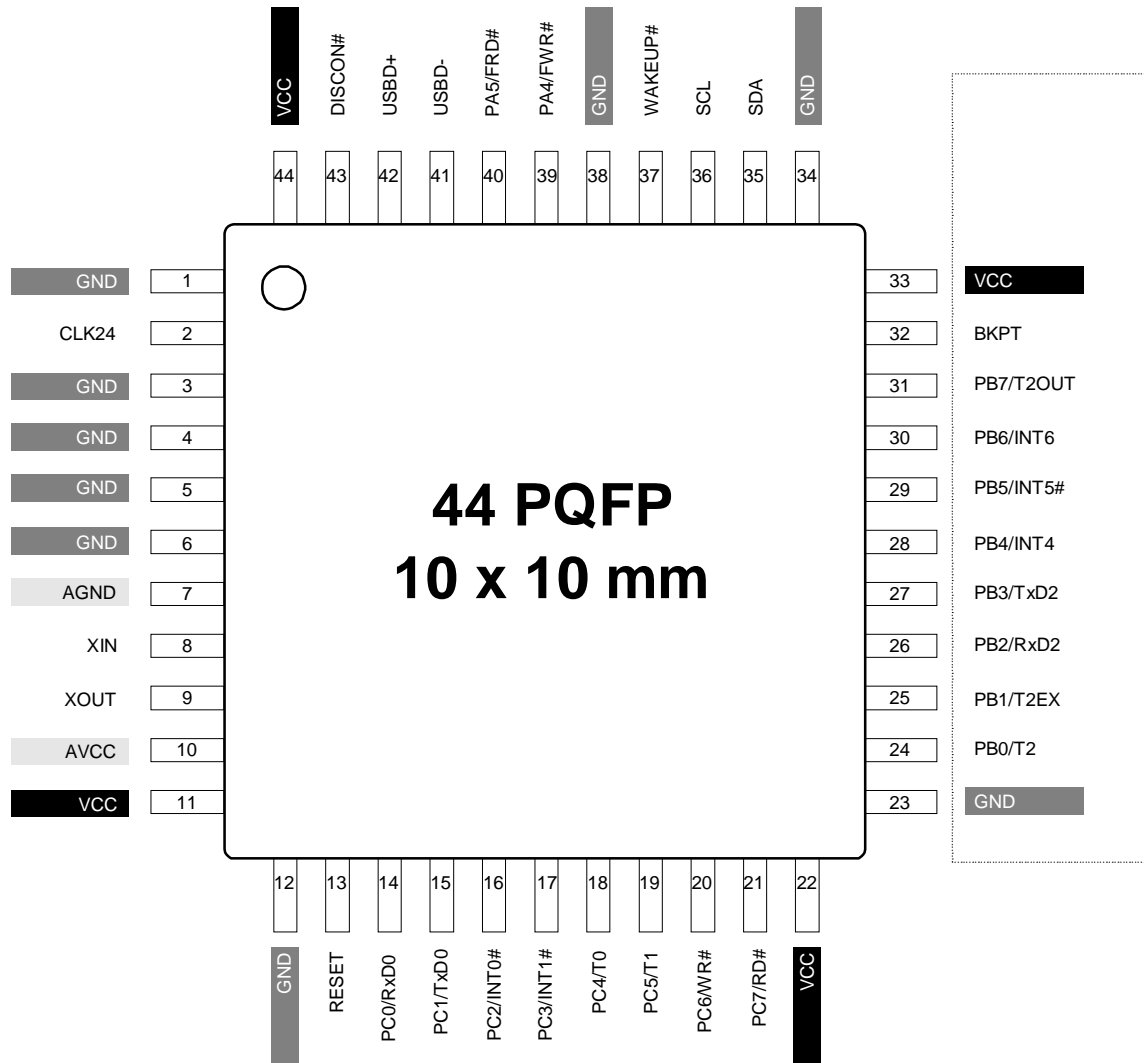 VCC
DISCON#
USBD+
USBD-
PA5/FRD#
PA4/FWR#
GND
WAKEUP#
SCL
SDA
GND
44
43
42
41
40
39
38
37
36
35
34
GND 1
CLK24 2
GND 3
GND 4
GND 5
GND 6
AGND 7
XIN 8
XOUT 9
AVCC 10
VCC 11
44 PQFP
10 x 10 mm
33 VCC
32 BKPT
31 PB7/T2OUT
30 PB6/INT6
29 PB5/INT5#
28 PB4/INT4
27 PB3/TxD2
26 PB2/RxD2
25 PB1/T2EX
24 PB0/T2
23 GND
12
13
14
15
16
17
18
19
20
21
22
GND
RESET
PC0/RxD0
PC1/TxD0
PC2/INT0#
PC3/INT1#
PC4/T0
PC5/T1
PC6/WR#
PC7/RD#
VCC